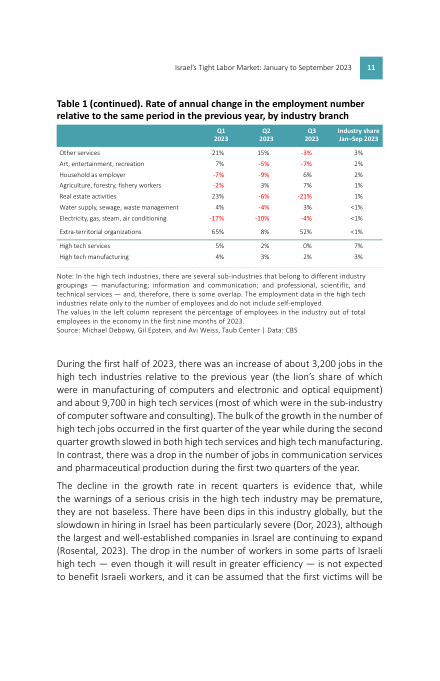 Israel's Tight Labor Market: January to September 2023 11
Table 1 (continued). Rate of annual change in the employment number
relative to the same period in the previous year, by industry branch
Q1 2023 Q2 2023 Q3 2023 Industry share Jan–Sep 2023
Other services 21% 15% -3% 3%
Art, entertainment, recreation 7% -5% -7% 2%
Household as employer -7% -9% 6% 2%
Agriculture, forestry, fishery workers -2% 3% 7% 1%
Real estate activities 23% -6% -21% 1%
Water supply, sewage, waste management 4% -4% 3% <1%
Electricity, gas, steam, air conditioning -17% -10% -4% <1%
Extra-territorial organizations 65% 8% 52% <1%
High tech services 5% 2% 0% 7%
High tech manufacturing 4% 3% 2% 3%
Note: In the high tech industries, there are several sub-industries that belong to different industry
groupings — manufacturing; information and communication; and professional, scientific, and
technical services — and, therefore, there is some overlap. The employment data in the high tech
industries relate only to the number of employees and do not include self-employed.
The values in the left column represent the percentage of employees in the industry out of total
employees in the economy in the first nine months of 2023.
Source: Michael Debowy, Gil Epstein, and Avi Weiss, Taub Center | Data: CBS
During the first half of 2023, there was an increase of about 3,200 jobs in the
high tech industries relative to the previous year (the lion's share of which
were in manufacturing of computers and electronic and optical equipment)
and about 9,700 in high tech services (most of which were in the sub-industry
of computer software and consulting). The bulk of the growth in the number of
high tech jobs occurred in the first quarter of the year while during the second
quarter growth slowed in both high tech services and high tech manufacturing.
In contrast, there was a drop in the number of jobs in communication services
and pharmaceutical production during the first two quarters of the year.
The decline in the growth rate in recent quarters is evidence that, while
the warnings of a serious crisis in the high tech industry may be premature,
they are not baseless. There have been dips in this industry globally, but the
slowdown in hiring in Israel has been particularly severe (Dor, 2023), although
the largest and well-established companies in Israel are continuing to expand
(Rosental, 2023). The drop in the number of workers in some parts of Israeli
high tech — even though it will result in greater efficiency — is not expected
to benefit Israeli workers, and it can be assumed that the first victims will be